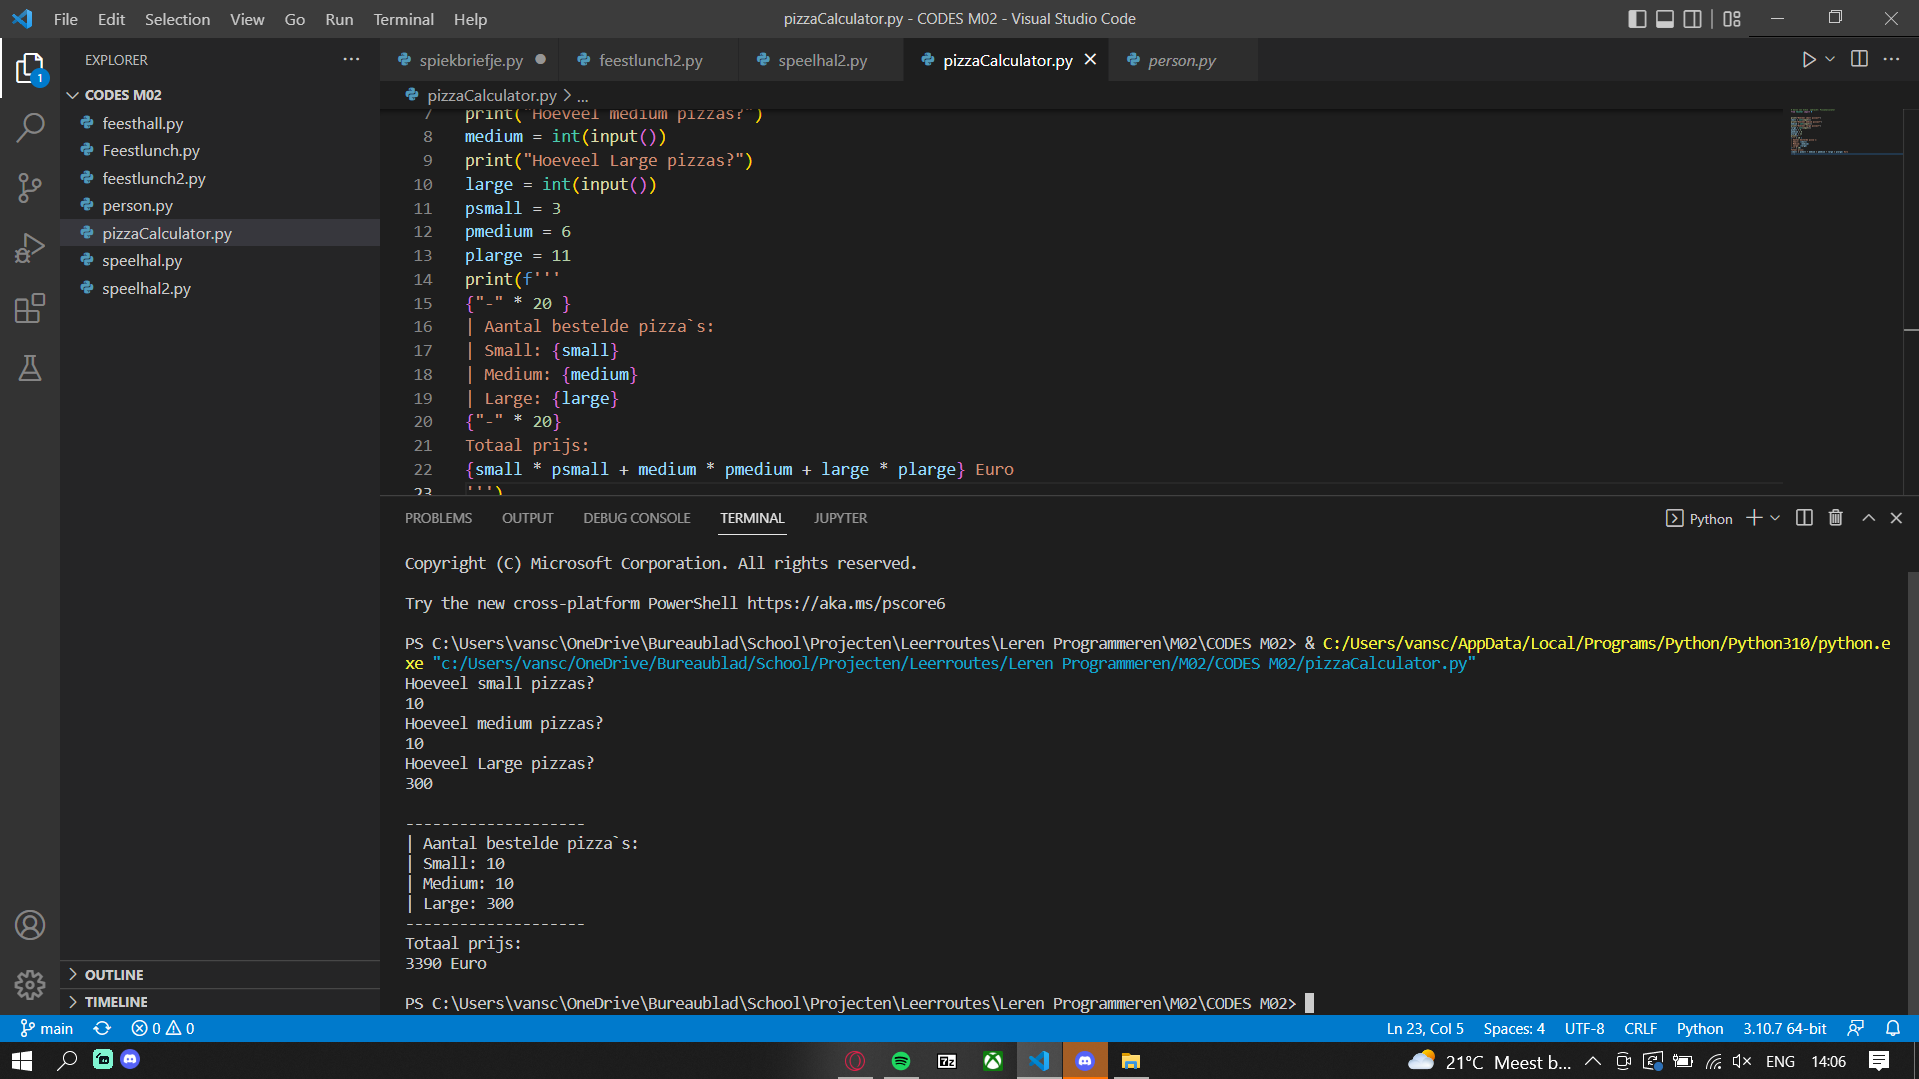 File Edit Selection View Go Run Terminal Help
pizzaCalculator.py - CODES M02 - Visual Studio Code
EXPLORER
spiekbriefje.py feestlunch2.py speelhal2.py pizzaCalculator.py person.py
1
CODES M02
feesthall.py
Feestlunch.py
feestlunch2.py
person.py
pizzaCalculator.py
speelhal.py
speelhal2.py
OUTLINE
TIMELINE
pizzaCalculator.py > ...
7 print("Hoeveel medium pizzas?")
8 medium = int(input())
9 print("Hoeveel Large pizzas?")
10 large = int(input())
11 psmall = 3
12 pmedium = 6
13 plarge = 11
14 print(f'''
15 {"-" * 20 }
16 | Aantal bestelde pizza`s:
17 | Small: {small}
18 | Medium: {medium}
19 | Large: {large}
20 {"-" * 20}
21 Totaal prijs:
22 {small * psmall + medium * pmedium + large * plarge} Euro
23 ''')
PROBLEMS OUTPUT DEBUG CONSOLE TERMINAL JUPYTER
Python
Copyright (C) Microsoft Corporation. All rights reserved.
Try the new cross-platform PowerShell https://aka.ms/pscore6
PS C:\Users\vansc\OneDrive\Bureaublad\School\Projecten\Leerroutes\Leren Programmeren\M02\CODES M02> & C:/Users/vansc/AppData/Local/Programs/Python/Python310/python.e
xe "c:/Users/vansc/OneDrive/Bureaublad/School/Projecten/Leerroutes/Leren Programmeren/M02/CODES M02/pizzaCalculator.py"
Hoeveel small pizzas?
10
Hoeveel medium pizzas?
10
Hoeveel Large pizzas?
300
--------------------
| Aantal bestelde pizza`s:
| Small: 10
| Medium: 10
| Large: 300
--------------------
Totaal prijs:
3390 Euro
PS C:\Users\vansc\OneDrive\Bureaublad\School\Projecten\Leerroutes\Leren Programmeren\M02\CODES M02>
main 0 0
Ln 23, Col 5 Spaces: 4 UTF-8 CRLF Python 3.10.7 64-bit
7z
21°C Meest b... ENG 14:06